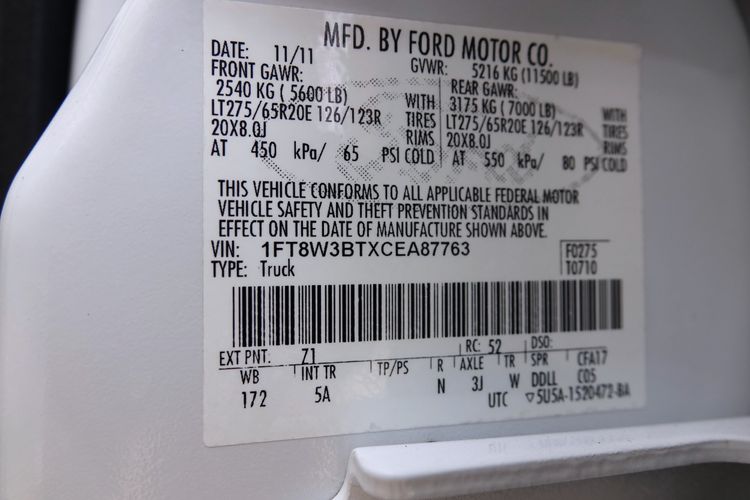 MFD. BY FORD MOTOR CO.
DATE: 11/11 GVWR: 5216 KG (11500 LB)
FRONT GAWR: REAR GAWR:
2540 KG ( 5600 LB) WITH 3175 KG ( 7000 LB) WITH
LT275/65R20E 126/123R TIRES LT275/65R20E 126/123R TIRES
20X8.0J RIMS 20X8.0J RIMS
AT 450 kPa/ 65 PSI COLD AT 550 kPa/ 80 PSI COLD
THIS VEHICLE CONFORMS TO ALL APPLICABLE FEDERAL MOTOR
VEHICLE SAFETY AND THEFT PREVENTION STANDARDS IN
EFFECT ON THE DATE OF MANUFACTURE SHOWN ABOVE.
VIN: 1FT8W3BTXCEA87763 F0275
TYPE: Truck T0710
EXT PNT: Z1 RC: 52 DSO:
WB INT TR TP/PS R AXLE TR SPR CFA17
172 5A N 3J W DDLL C05
UTC ▽5U5A-1520472-BA